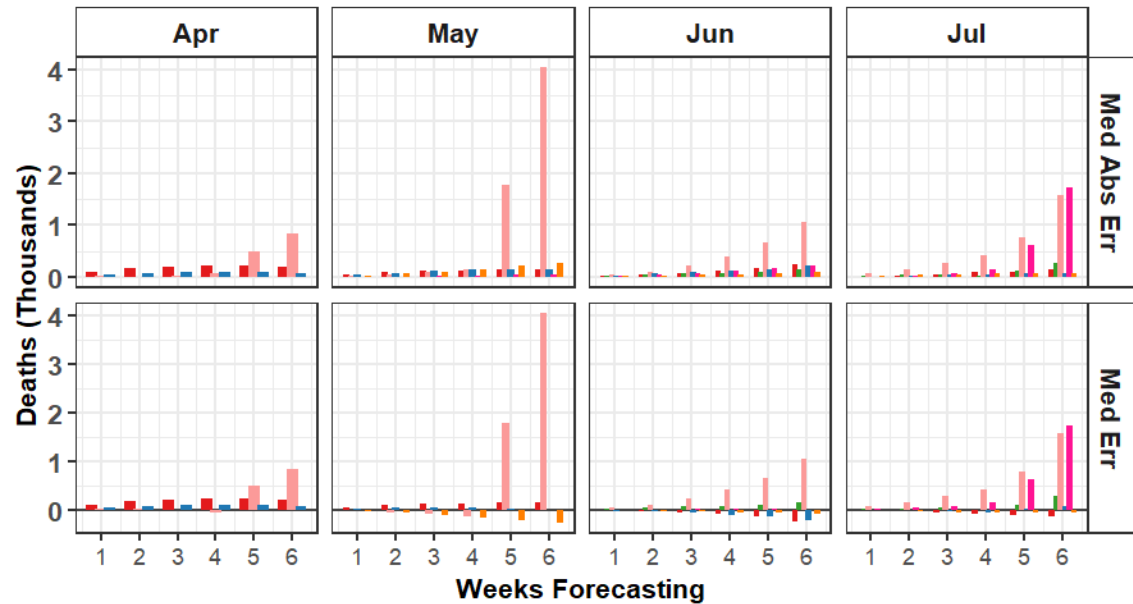 Apr May Jun Jul
4
3
2
1
0
Med Abs Err
4
3
2
1
0
Med Err
Deaths (Thousands)
1 2 3 4 5 6 1 2 3 4 5 6 1 2 3 4 5 6 1 2 3 4 5 6
Weeks Forecasting